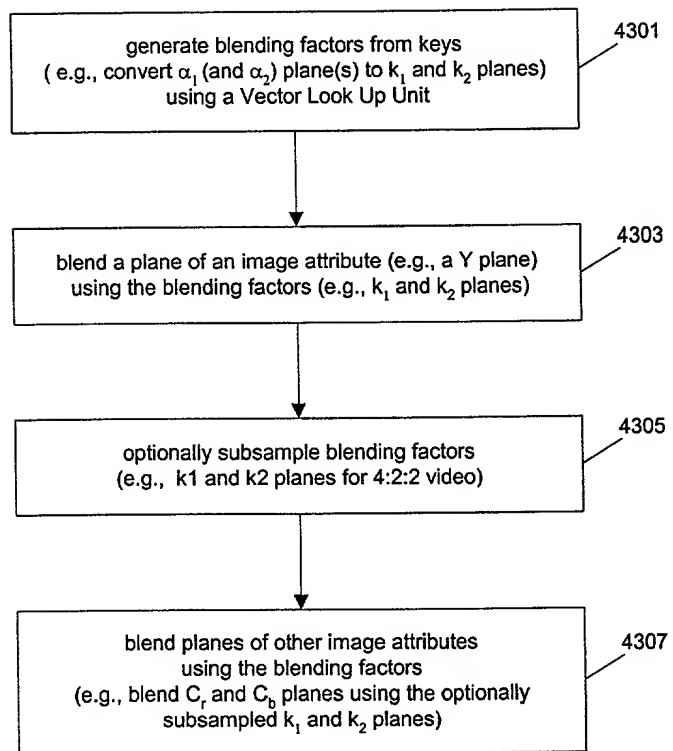 generate blending factors from keys
( e.g., convert α₁ (and α₂) plane(s) to k₁ and k₂ planes)
using a Vector Look Up Unit
4301
blend a plane of an image attribute (e.g., a Y plane)
using the blending factors (e.g., k₁ and k₂ planes)
4303
optionally subsample blending factors
(e.g., k1 and k2 planes for 4:2:2 video)
4305
blend planes of other image attributes
using the blending factors
(e.g., blend Cᵣ and C_b planes using the optionally
subsampled k₁ and k₂ planes)
4307